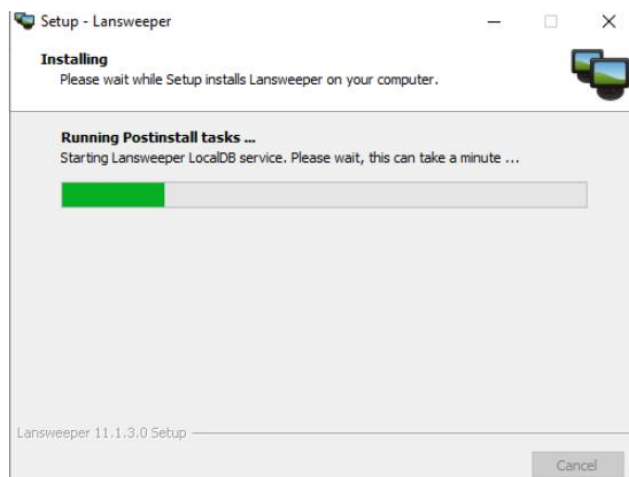 Setup - Lansweeper
Installing
Please wait while Setup installs Lansweeper on your computer.
Running Postinstall tasks ...
Starting Lansweeper LocalDB service. Please wait, this can take a minute ...
Lansweeper 11.1.3.0 Setup
Cancel